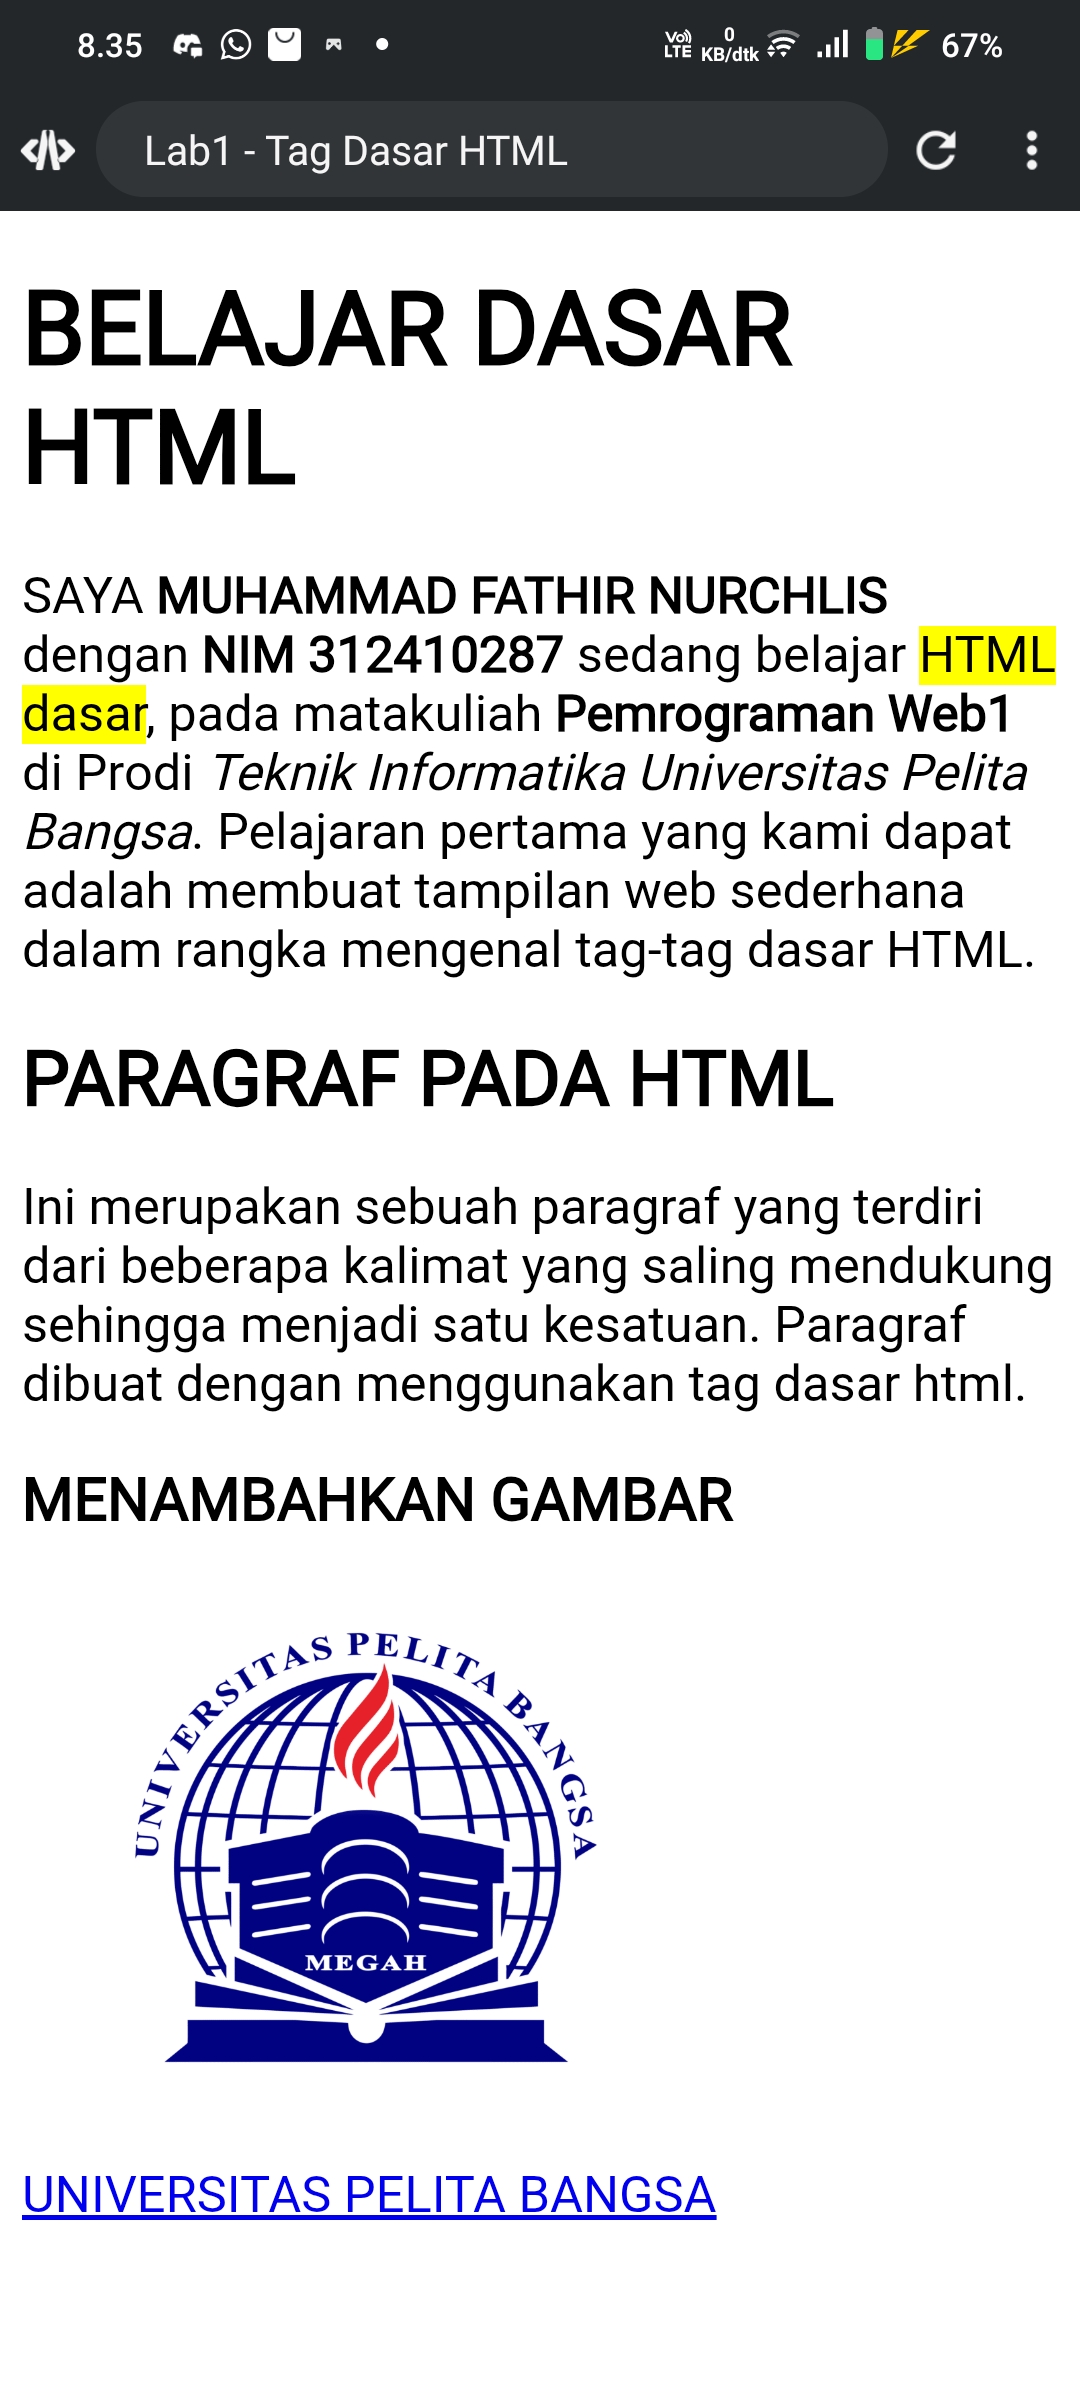 8.35
Vo) LTE
0 KB/dtk
67%
Lab1 - Tag Dasar HTML
BELAJAR DASAR
HTML
SAYA MUHAMMAD FATHIR NURCHLIS
dengan NIM 312410287 sedang belajar HTML
dasar, pada matakuliah Pemrograman Web1
di Prodi Teknik Informatika Universitas Pelita
Bangsa. Pelajaran pertama yang kami dapat
adalah membuat tampilan web sederhana
dalam rangka mengenal tag-tag dasar HTML.
PARAGRAF PADA HTML
Ini merupakan sebuah paragraf yang terdiri
dari beberapa kalimat yang saling mendukung
sehingga menjadi satu kesatuan. Paragraf
dibuat dengan menggunakan tag dasar html.
MENAMBAHKAN GAMBAR
UNIVERSITAS PELITA BANGSA
MEGAH
UNIVERSITAS PELITA BANGSA